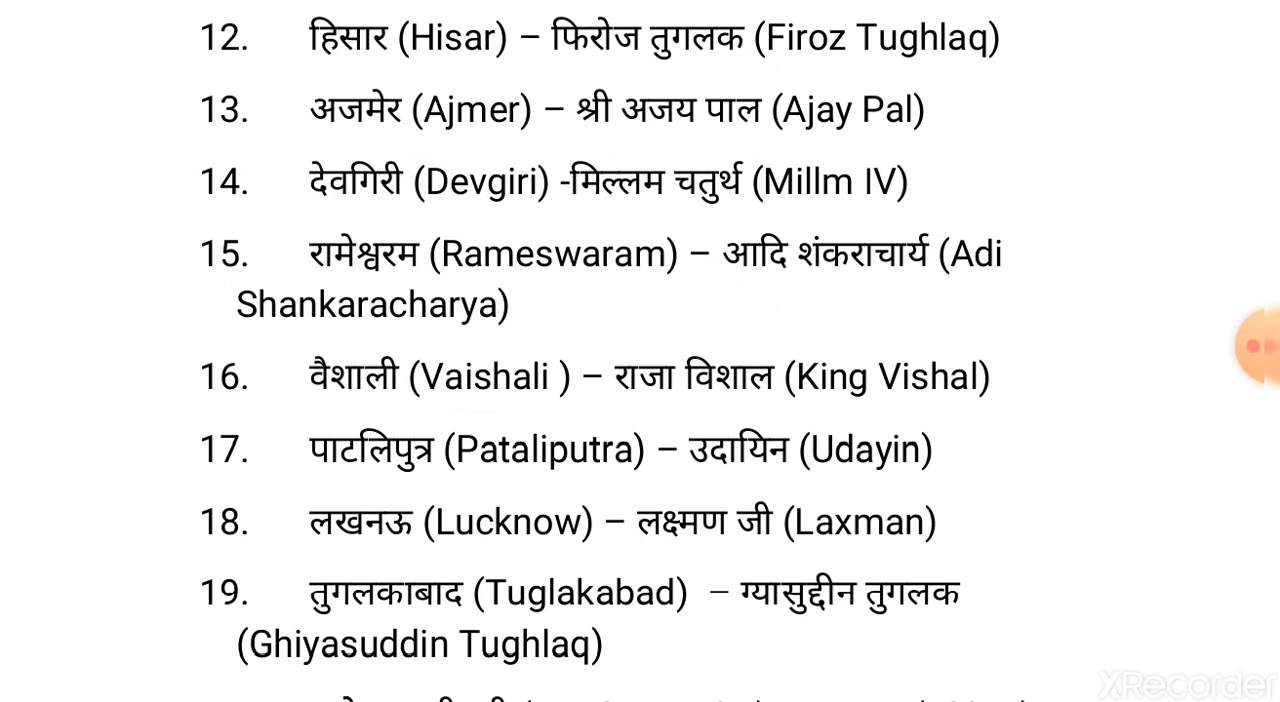 12. हिसार (Hisar) – फिरोज तुगलक (Firoz Tughlaq)
13. अजमेर (Ajmer) – श्री अजय पाल (Ajay Pal)
14. देवगिरी (Devgiri) -मिल्लम चतुर्थ (Millm IV)
15. रामेश्वरम (Rameswaram) – आदि शंकराचार्य (Adi
Shankaracharya)
16. वैशाली (Vaishali ) – राजा विशाल (King Vishal)
17. पाटलिपुत्र (Pataliputra) – उदायिन (Udayin)
18. लखनऊ (Lucknow) – लक्ष्मण जी (Laxman)
19. तुगलकाबाद (Tuglakabad) – ग्यासुद्दीन तुगलक
(Ghiyasuddin Tughlaq)
XRecorder